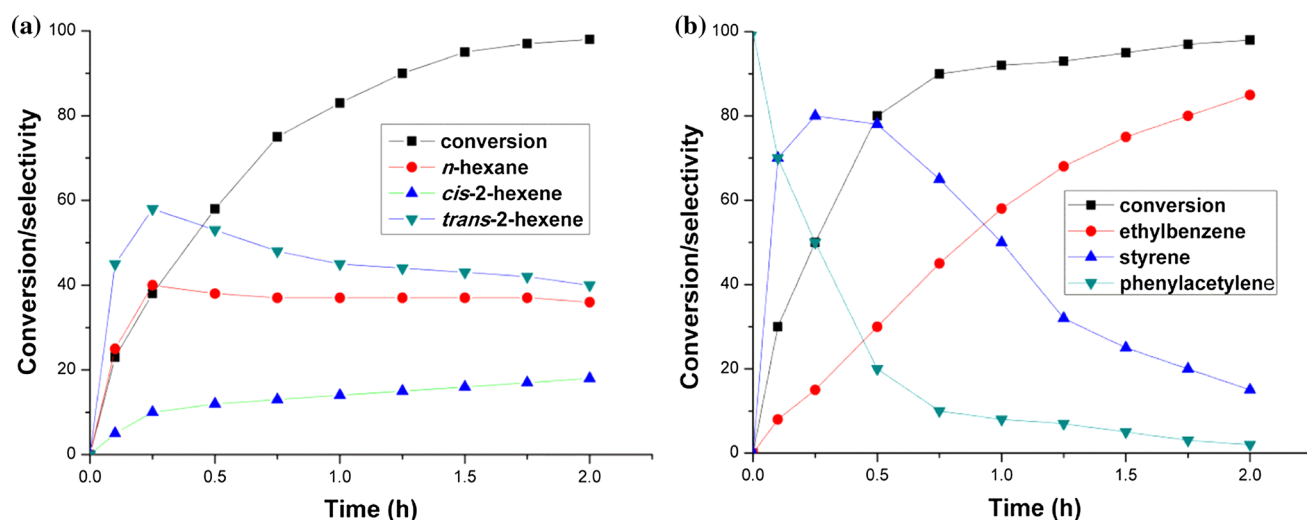 (a)
100
80
60
40
20
0
Conversion/selectivity
conversion
n-hexane
cis-2-hexene
trans-2-hexene
0.0 0.5 1.0 1.5 2.0
Time (h)
(b)
100
80
60
40
20
0
Conversion/selectivity
conversion
ethylbenzene
styrene
phenylacetylene
0.0 0.5 1.0 1.5 2.0
Time (h)